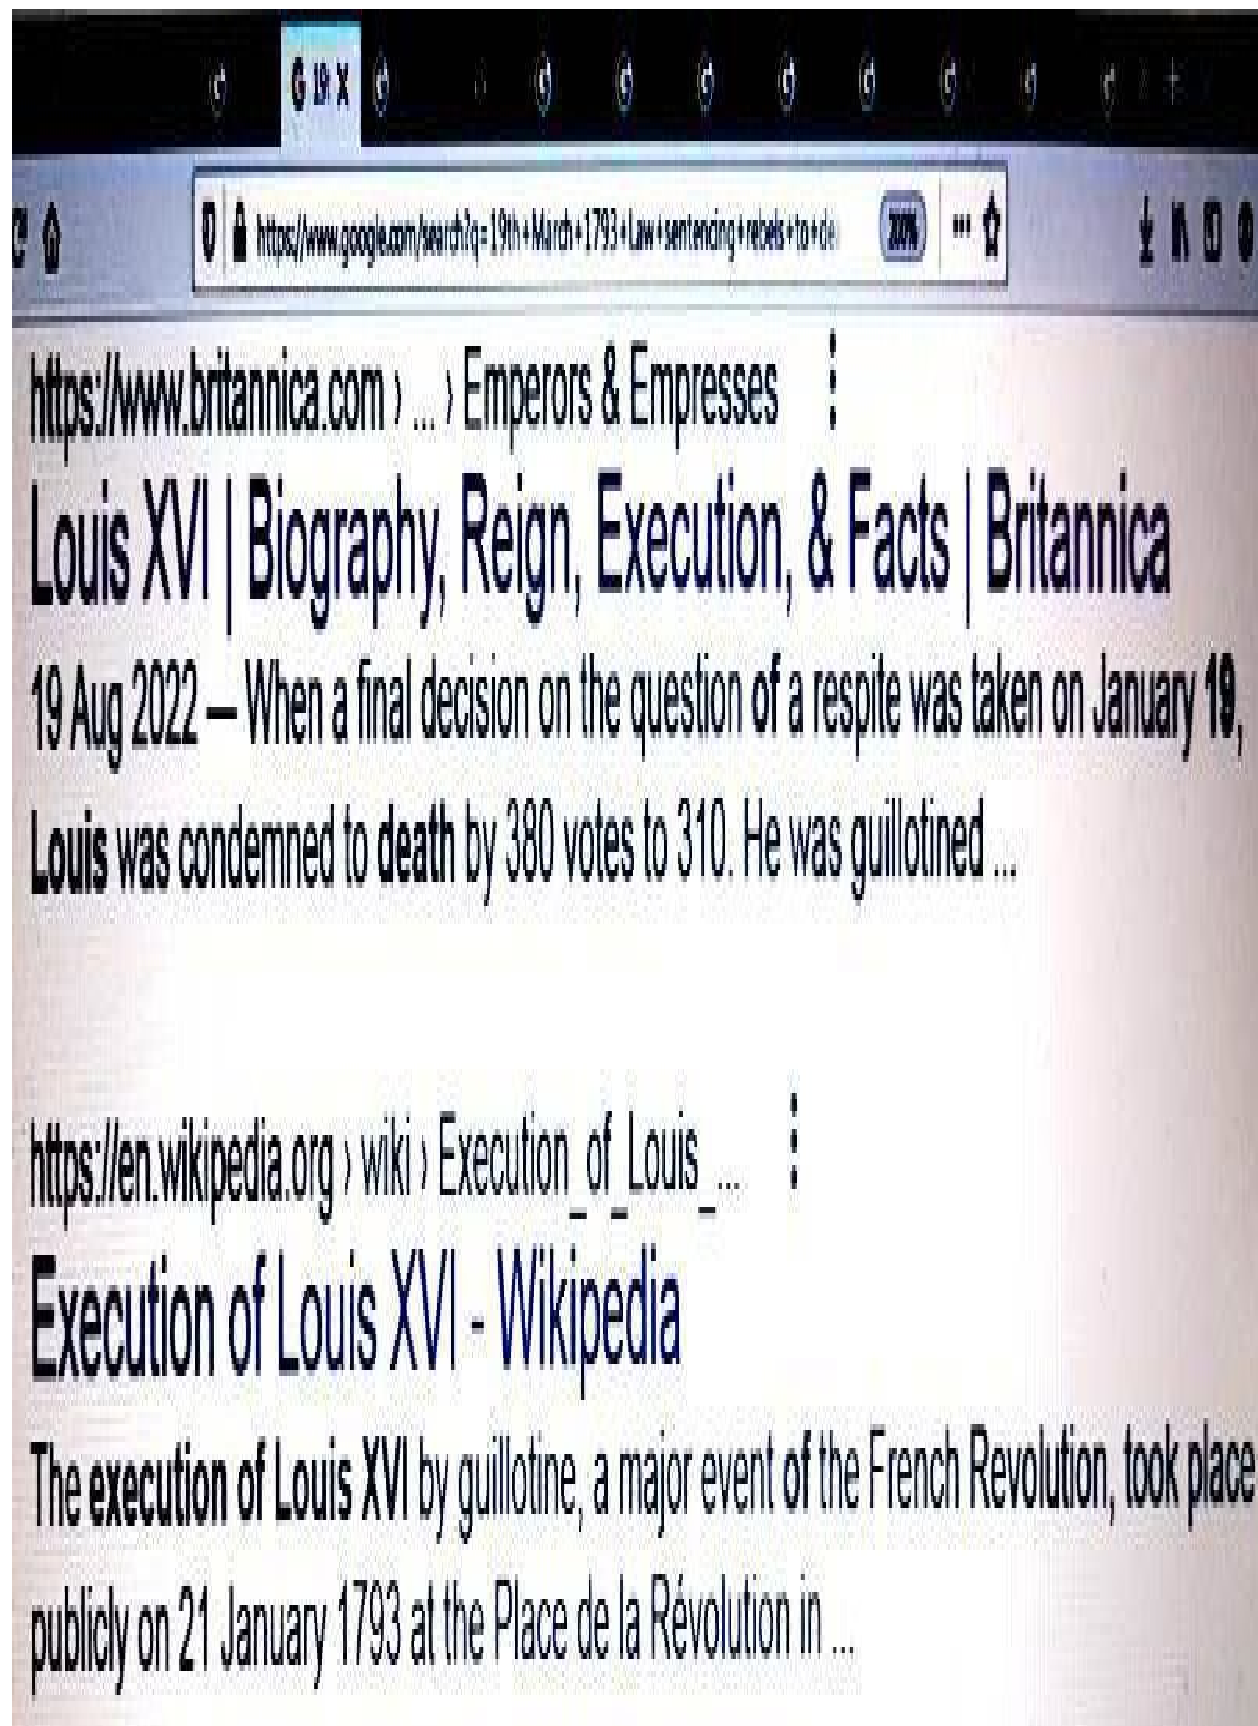 G 19 X
https://www.google.com/search?q=19th+March+1793+Law+sentencing+rebels+to+de
200%
https://www.britannica.com › ... › Emperors & Empresses
Louis XVI | Biography, Reign, Execution, & Facts | Britannica
19 Aug 2022 — When a final decision on the question of a respite was taken on January 19,
Louis was condemned to death by 380 votes to 310. He was guillotined ...
https://en.wikipedia.org › wiki › Execution_of_Louis_...
Execution of Louis XVI - Wikipedia
The execution of Louis XVI by guillotine, a major event of the French Revolution, took place
publicly on 21 January 1793 at the Place de la Révolution in ...